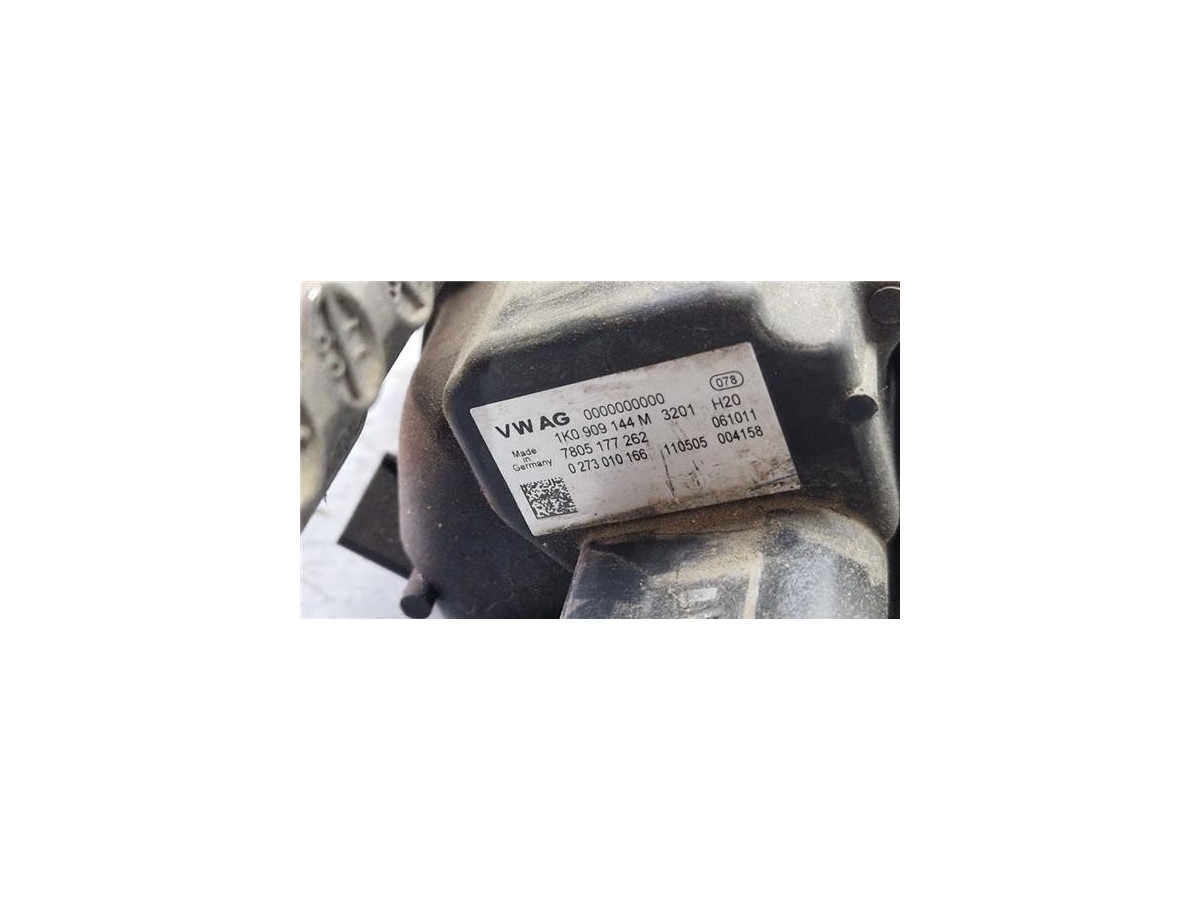 078
VW AG 0000000000 H20
1K0 909 144 M 3201 061011
7805 177 262
0 273 010 166 110505 004158
Made
in
Germany